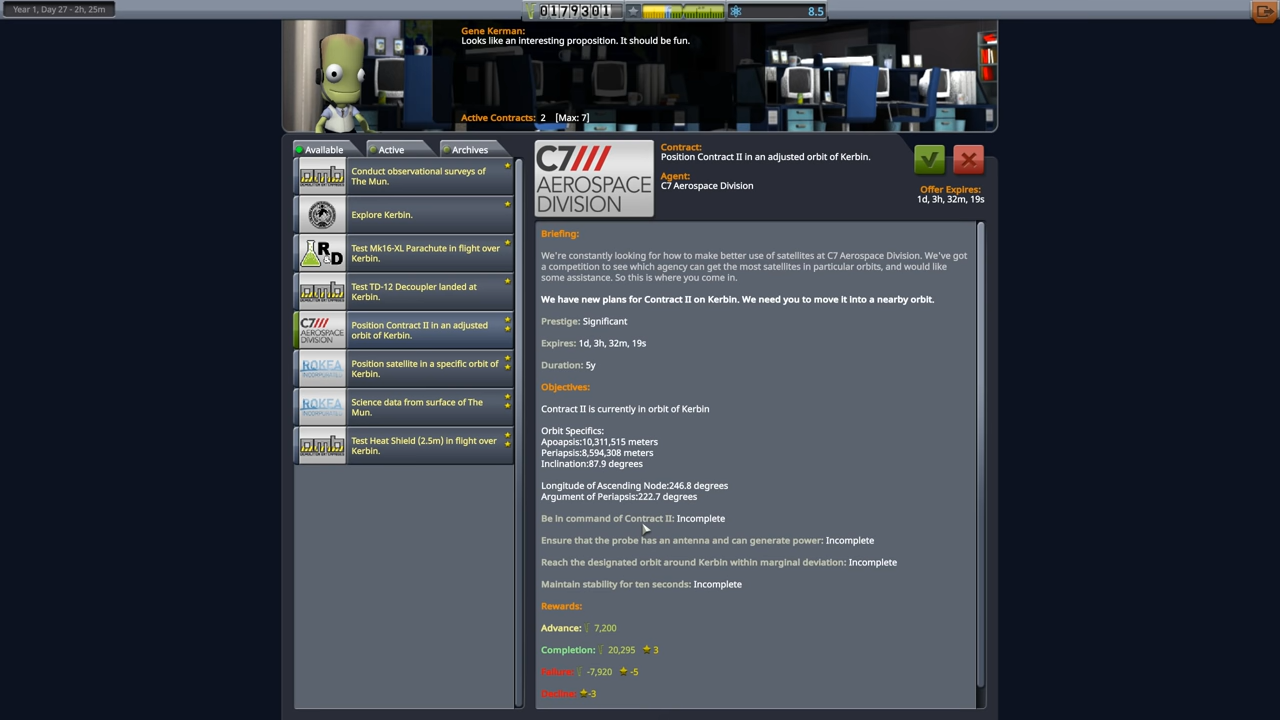 Year 1, Day 27 - 2h, 25m
0179301
8.5
Gene Kerman:
Looks like an interesting proposition. It should be fun.
Active Contracts: 2 [Max: 7]
Available
Active
Archives
Conduct observational surveys of
The Mun.
Explore Kerbin.
R&D
Test Mk16-XL Parachute in flight over
Kerbin.
Test TD-12 Decoupler landed at
Kerbin.
C7///
AEROSPACE
DIVISION
Position Contract II in an adjusted
orbit of Kerbin.
ROKEA
INCORPORATED
Position satellite in a specific orbit of
Kerbin.
ROKEA
INCORPORATED
Science data from surface of The
Mun.
Test Heat Shield (2.5m) in flight over
Kerbin.
C7///
AEROSPACE
DIVISION
Contract:
Position Contract II in an adjusted orbit of Kerbin.
Agent:
C7 Aerospace Division
Offer Expires:
1d, 3h, 32m, 19s
Briefing:
We're constantly looking for how to make better use of satellites at C7 Aerospace Division. We've got
a competition to see which agency can get the most satellites in particular orbits, and would like
some assistance. So this is where you come in.
We have new plans for Contract II on Kerbin. We need you to move it into a nearby orbit.
Prestige: Significant
Expires: 1d, 3h, 32m, 19s
Duration: 5y
Objectives:
Contract II is currently in orbit of Kerbin
Orbit Specifics:
Apoapsis:10,311,515 meters
Periapsis:8,594,308 meters
Inclination:87.9 degrees
Longitude of Ascending Node:246.8 degrees
Argument of Periapsis:222.7 degrees
Be in command of Contract II: Incomplete
Ensure that the probe has an antenna and can generate power: Incomplete
Reach the designated orbit around Kerbin within marginal deviation: Incomplete
Maintain stability for ten seconds: Incomplete
Rewards:
Advance: 7,200
Completion: 20,295 3
Failure: -7,920 -5
Decline: -3